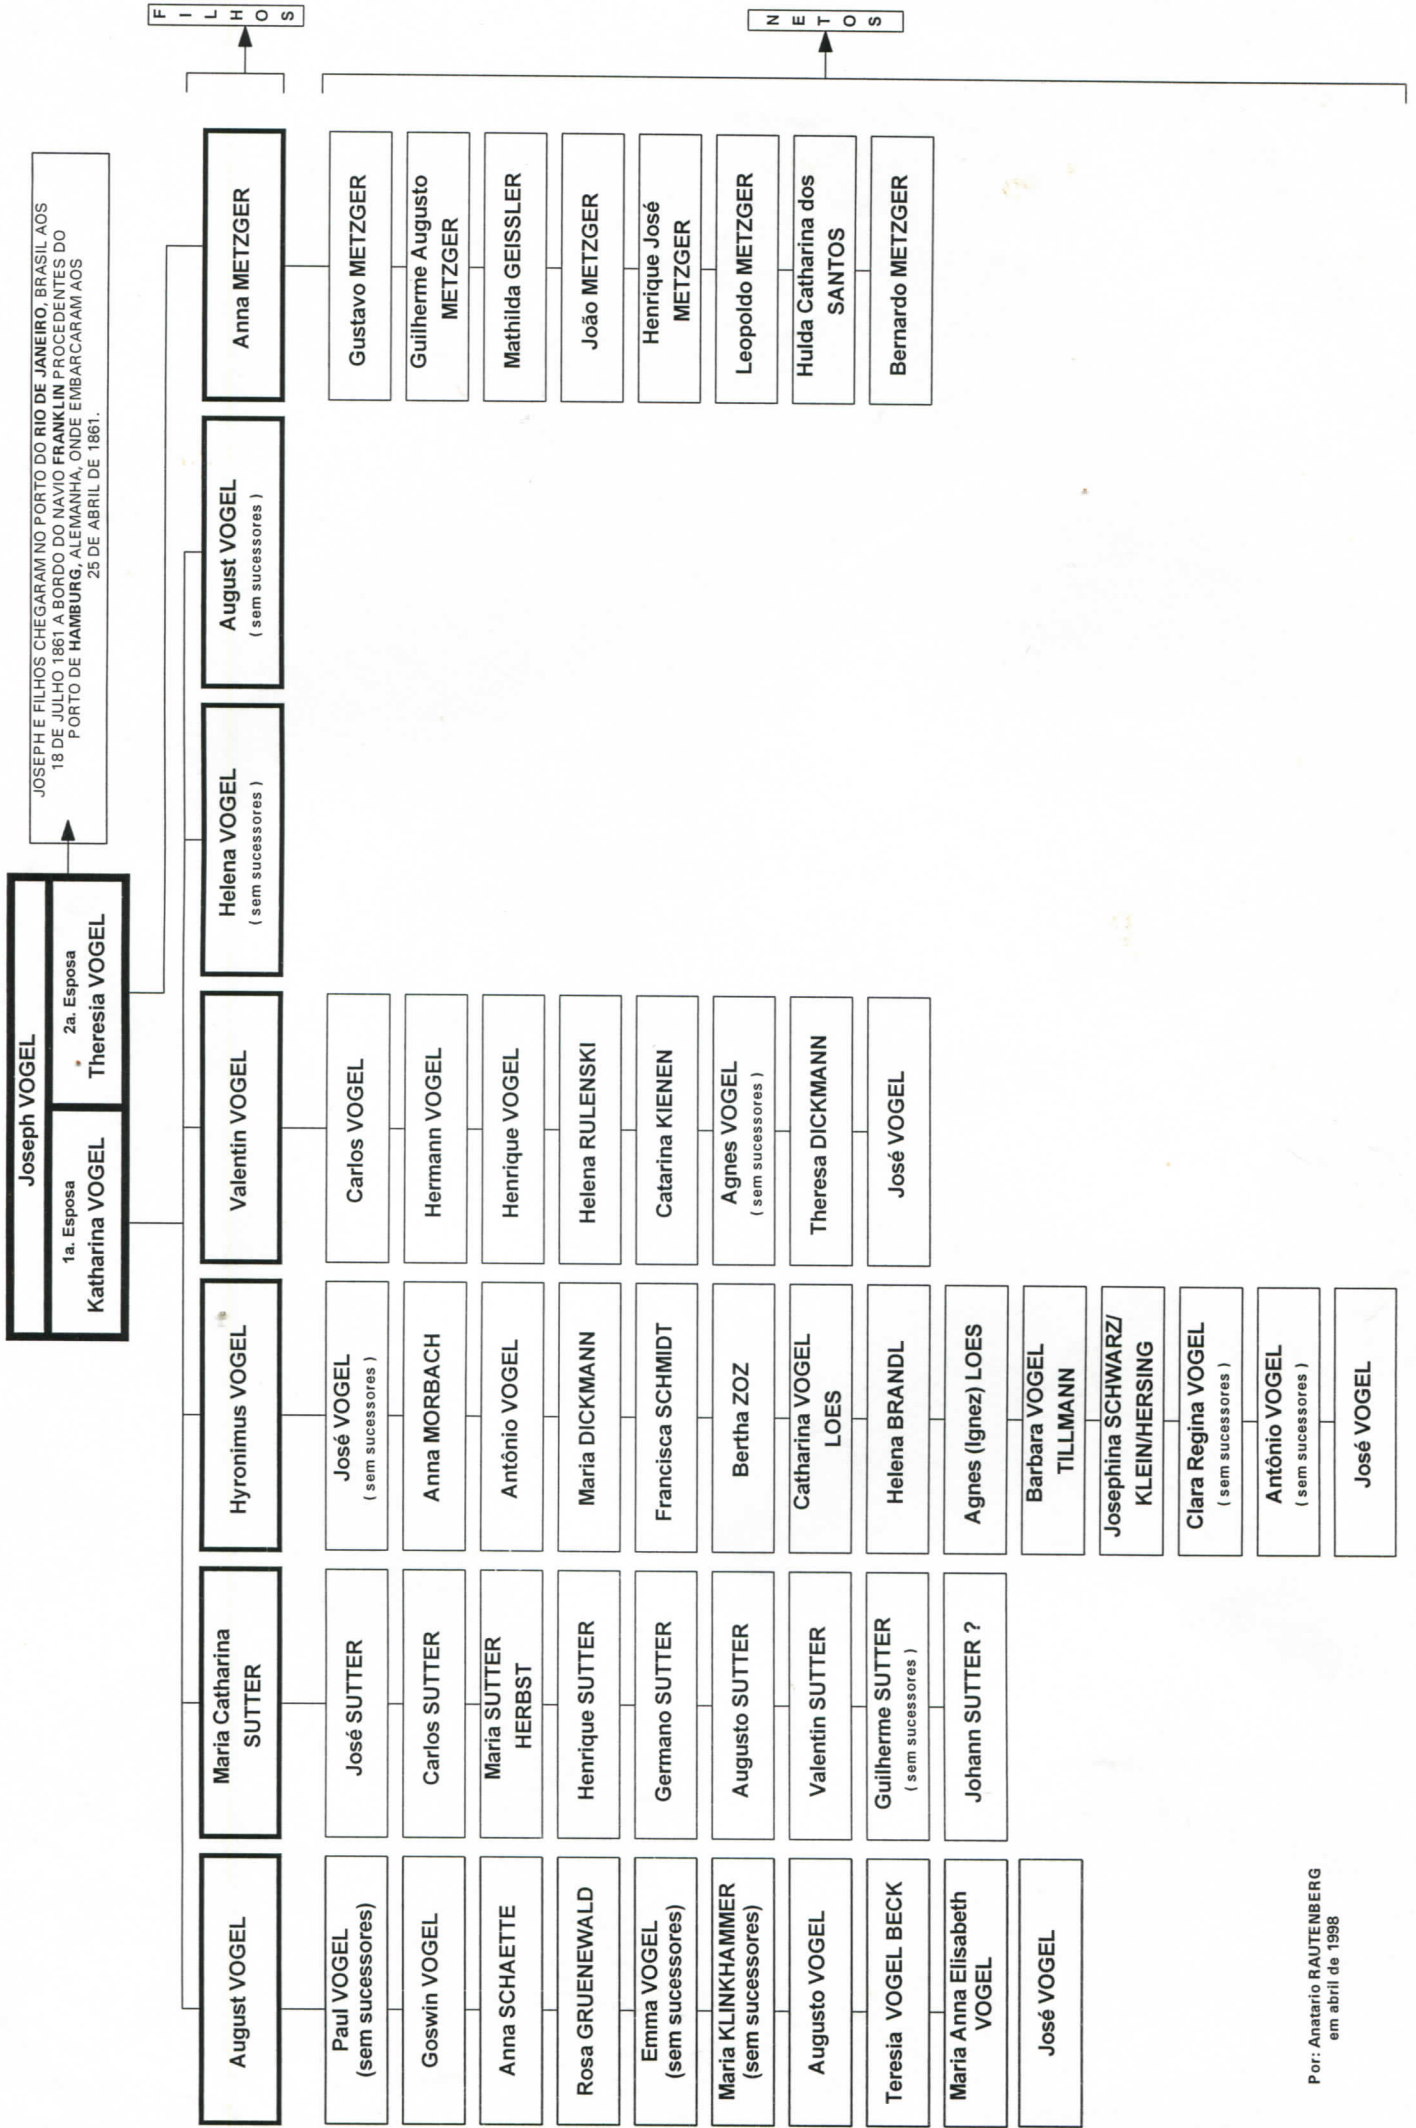 Joseph VOGEL
1a. Esposa
Katharina VOGEL
2a. Esposa
Theresia VOGEL
JOSEPH E FILHOS CHEGARAM NO PORTO DO RIO DE JANEIRO, BRASIL AOS
18 DE JULHO 1861 A BORDO DO NAVIO FRANKLIN PROCEDENTES DO
PORTO DE HAMBURG, ALEMANHA, ONDE EMBARCARAM AOS
25 DE ABRIL DE 1861.
FILHOS
August VOGEL
Maria Catharina
SUTTER
Hyronimus VOGEL
Valentin VOGEL
Helena VOGEL
( sem sucessores )
August VOGEL
( sem sucessores )
Anna METZGER
NETOS
Paul VOGEL
(sem sucessores)
Goswin VOGEL
Anna SCHAETTE
Rosa GRUENEWALD
Emma VOGEL
(sem sucessores)
Maria KLINKHAMMER
(sem sucessores)
Augusto VOGEL
Teresia VOGEL BECK
Maria Anna Elisabeth
VOGEL
José VOGEL
José SUTTER
Carlos SUTTER
Maria SUTTER
HERBST
Henrique SUTTER
Germano SUTTER
Augusto SUTTER
Valentin SUTTER
Guilherme SUTTER
( sem sucessores )
Johann SUTTER ?
José VOGEL
( sem sucessores )
Anna MORBACH
Antônio VOGEL
Maria DICKMANN
Francisca SCHMIDT
Bertha ZOZ
Catharina VOGEL
LOES
Helena BRANDL
Agnes (Ignez) LOES
Barbara VOGEL
TILLMANN
Josephina SCHWARZ/
KLEIN/HERSING
Clara Regina VOGEL
( sem sucessores )
Antônio VOGEL
( sem sucessores )
José VOGEL
Carlos VOGEL
Hermann VOGEL
Henrique VOGEL
Helena RULENSKI
Catarina KIENEN
Agnes VOGEL
( sem sucessores )
Theresa DICKMANN
José VOGEL
Gustavo METZGER
Guilherme Augusto
METZGER
Mathilda GEISSLER
João METZGER
Henrique José
METZGER
Leopoldo METZGER
Hulda Catharina dos
SANTOS
Bernardo METZGER
Por: Anatario RAUTENBERG
em abril de 1998